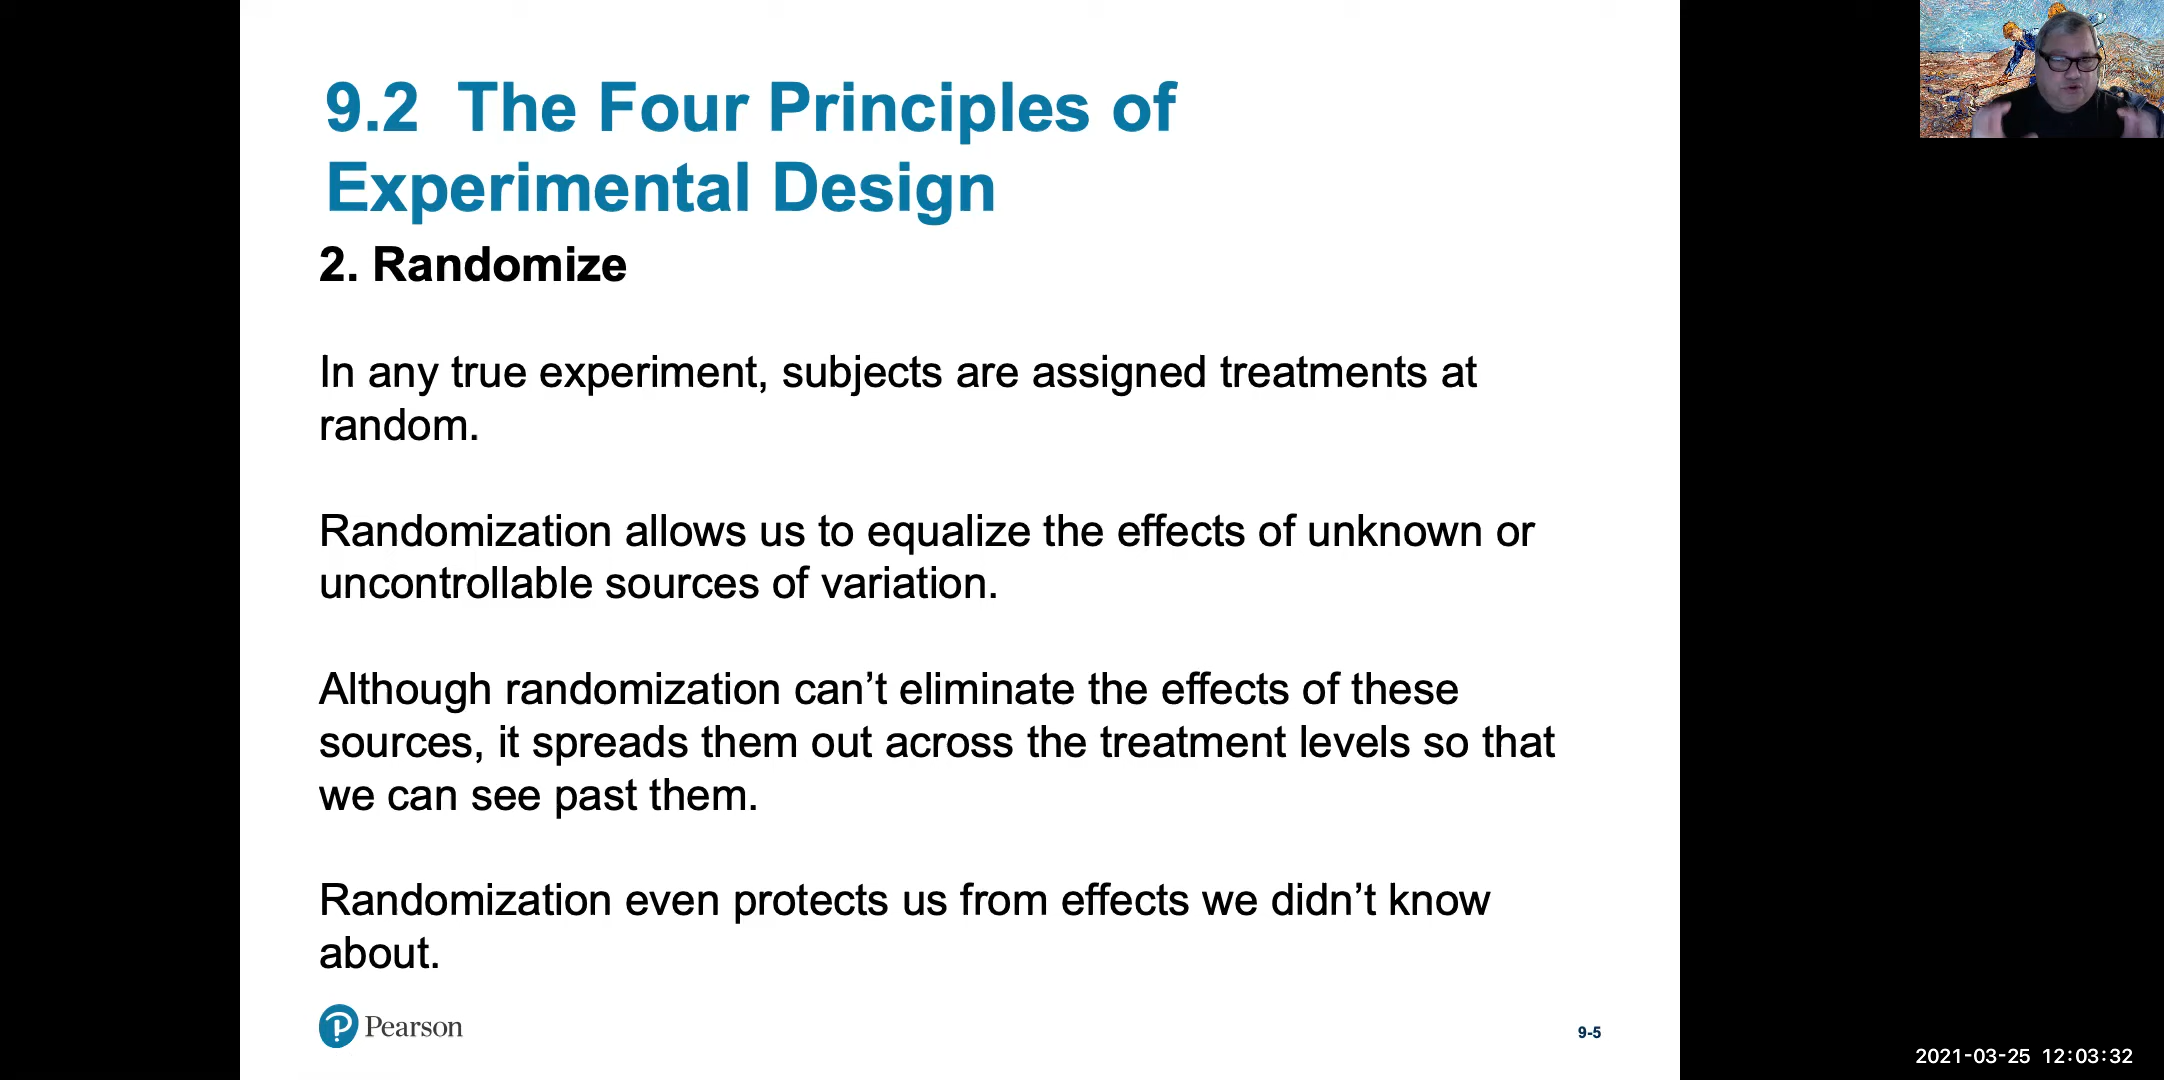 9.2 The Four Principles of
Experimental Design
2. Randomize
In any true experiment, subjects are assigned treatments at
random.
Randomization allows us to equalize the effects of unknown or
uncontrollable sources of variation.
Although randomization can’t eliminate the effects of these
sources, it spreads them out across the treatment levels so that
we can see past them.
Randomization even protects us from effects we didn’t know
about.
P Pearson
9-5
2021-03-25 12:03:32